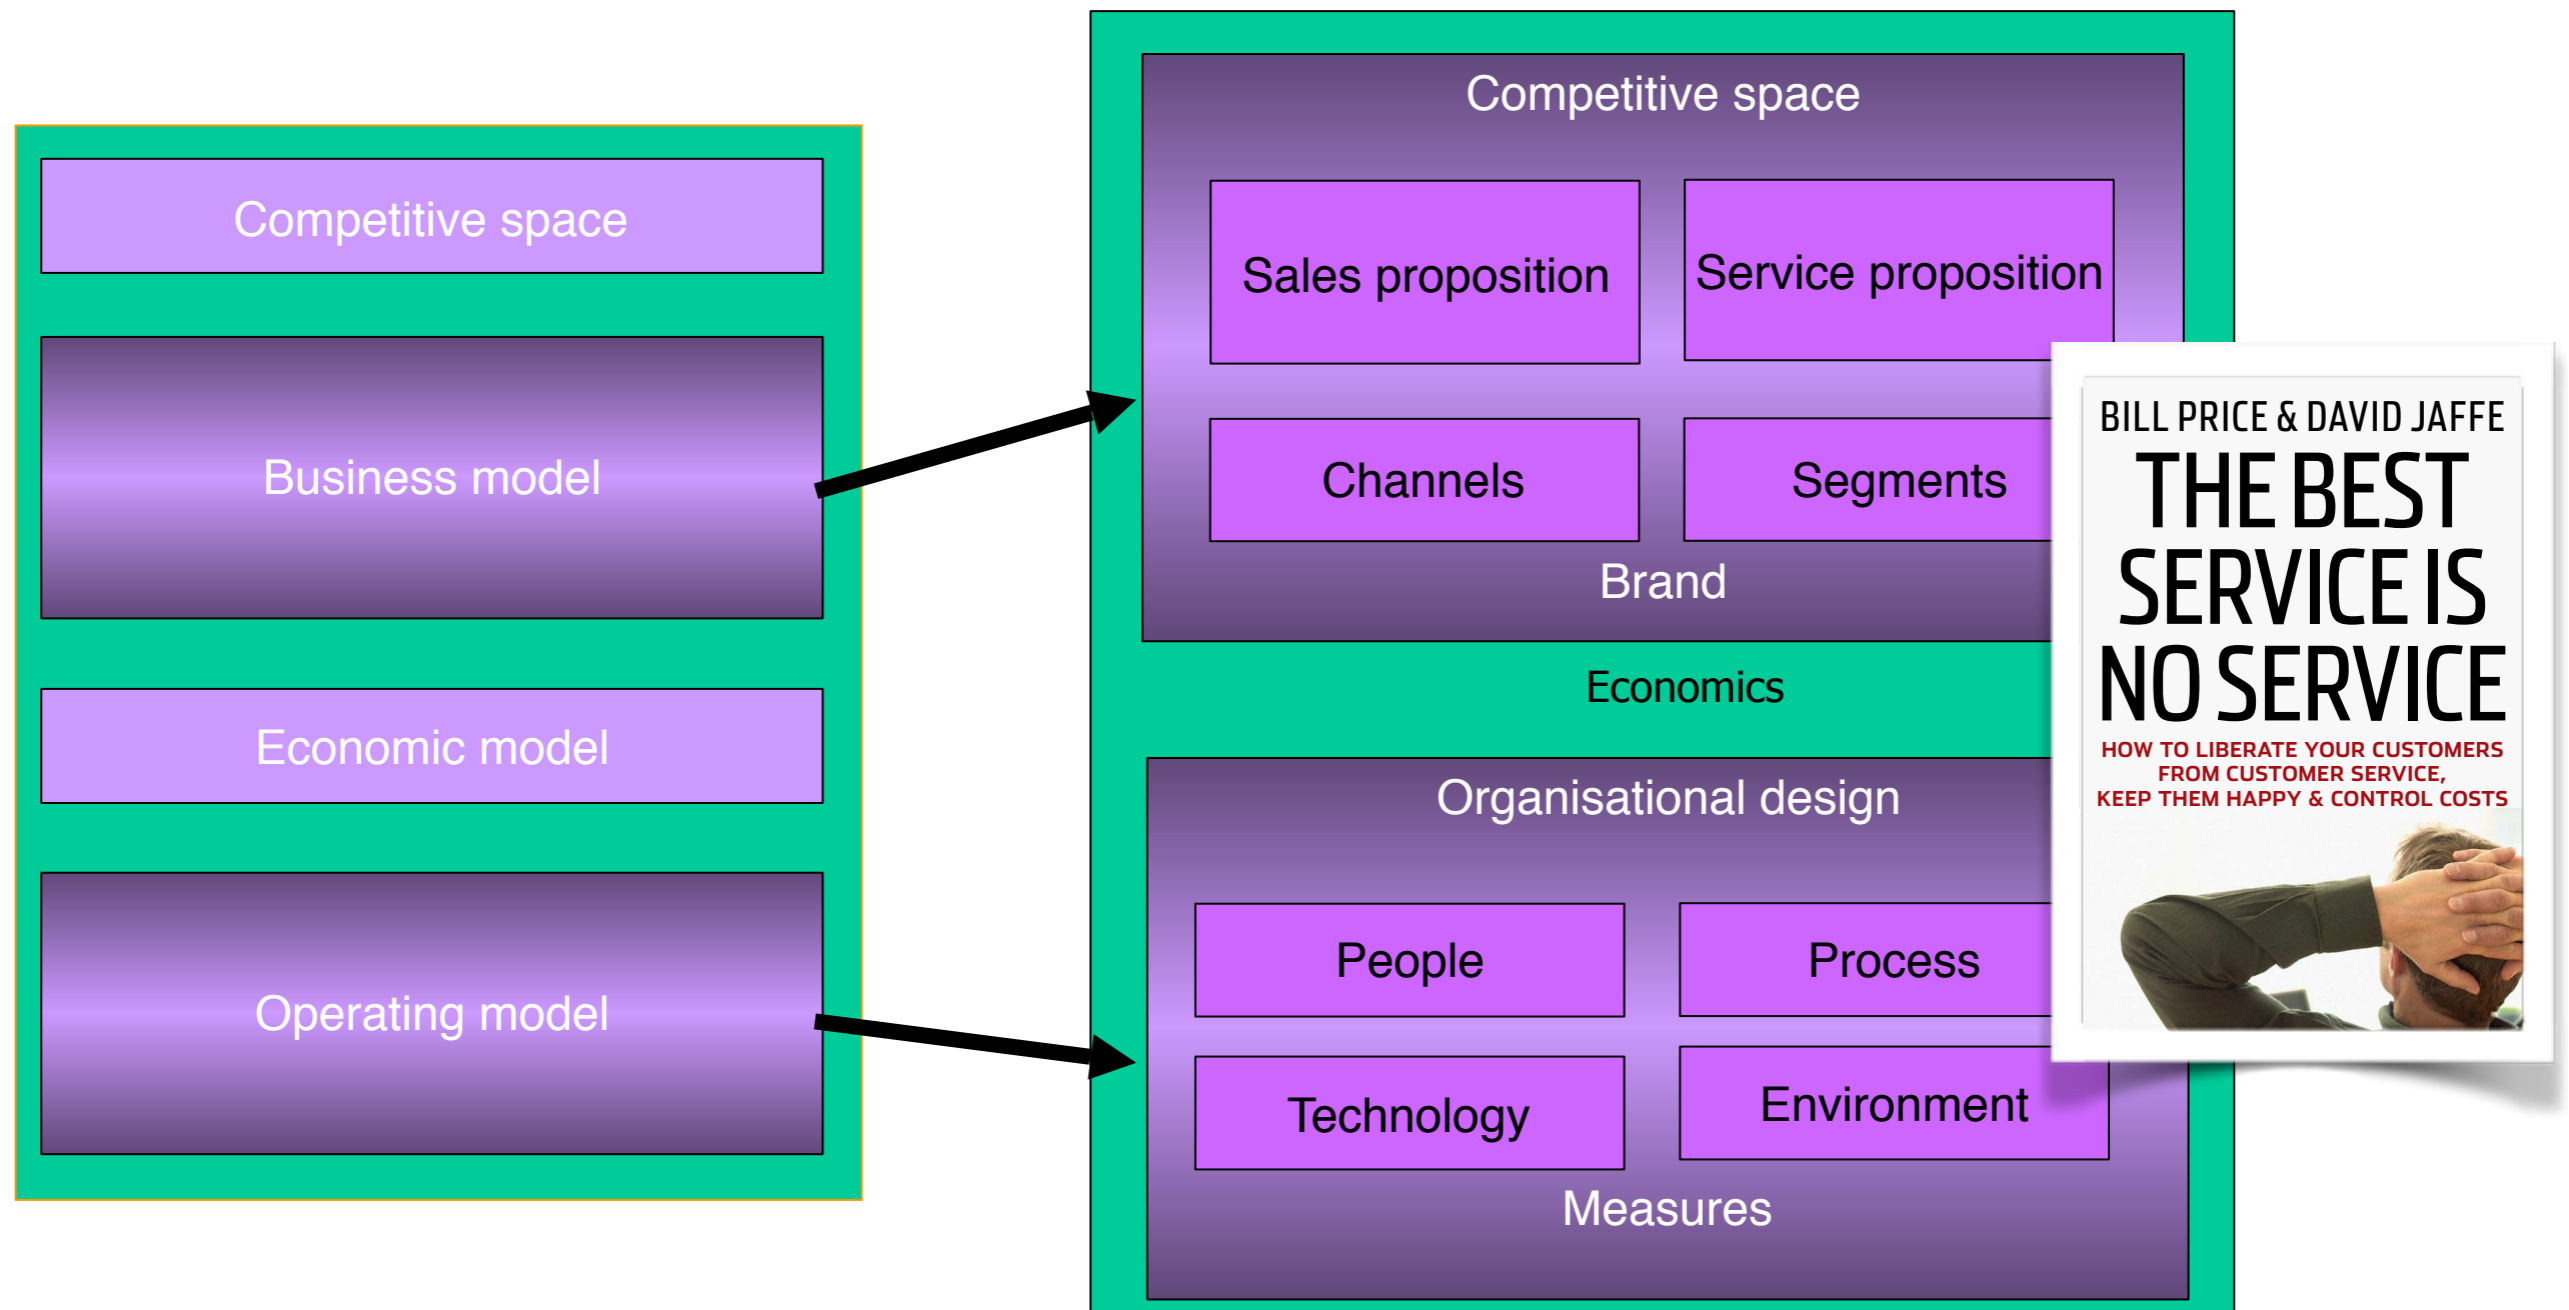 Competitive space
Business model
Economic model
Operating model
Competitive space
Sales proposition
Service proposition
Channels
Segments
Brand
Economics
Organisational design
People
Process
Technology
Environment
Measures
BILL PRICE & DAVID JAFFE
THE BEST
SERVICE IS
NO SERVICE
HOW TO LIBERATE YOUR CUSTOMERS
FROM CUSTOMER SERVICE,
KEEP THEM HAPPY & CONTROL COSTS